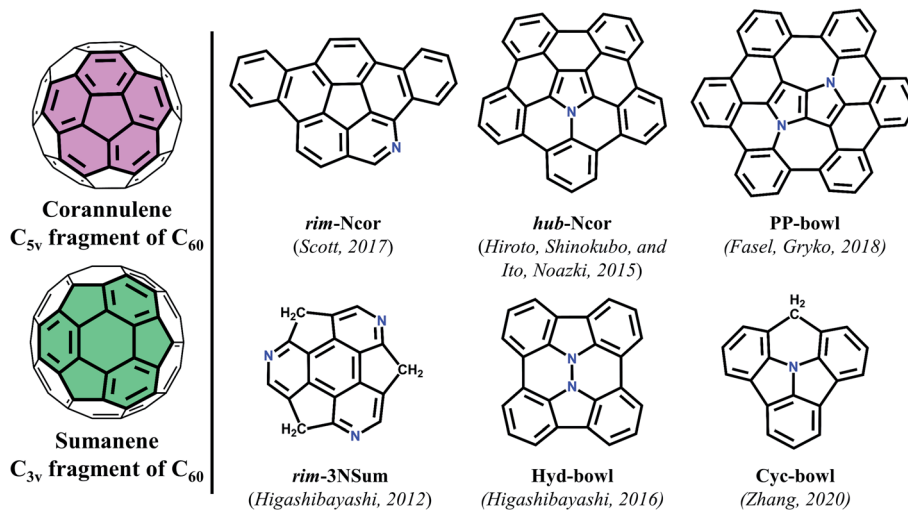 Corannulene
C5v fragment of C60
Sumanene
C3v fragment of C60
N
rim-Ncor
(Scott, 2017)
N
hub-Ncor
(Hiroto, Shinokubo, and
Ito, Noazki, 2015)
N
N
PP-bowl
(Fasel, Gryko, 2018)
H2C
N
N
CH2
H2C
N
rim-3NSum
(Higashibayashi, 2012)
N
N
Hyd-bowl
(Higashibayashi, 2016)
H2
C
N
Cyc-bowl
(Zhang, 2020)